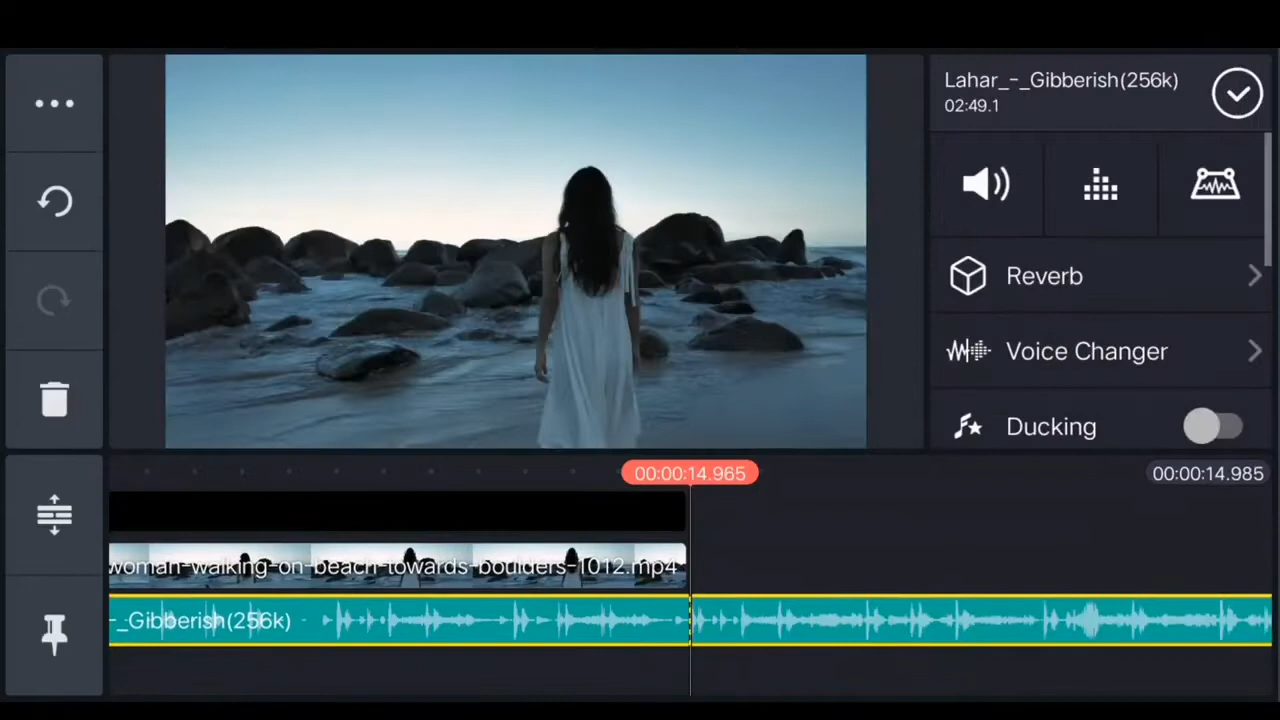 Lahar_-_Gibberish(256k)
02:49.1
Reverb
Voice Changer
Ducking
00:00:14.965
00:00:14.985
woman-walking-on-beach-towards-boulders-1012.mp4
-_Gibberish(256k)